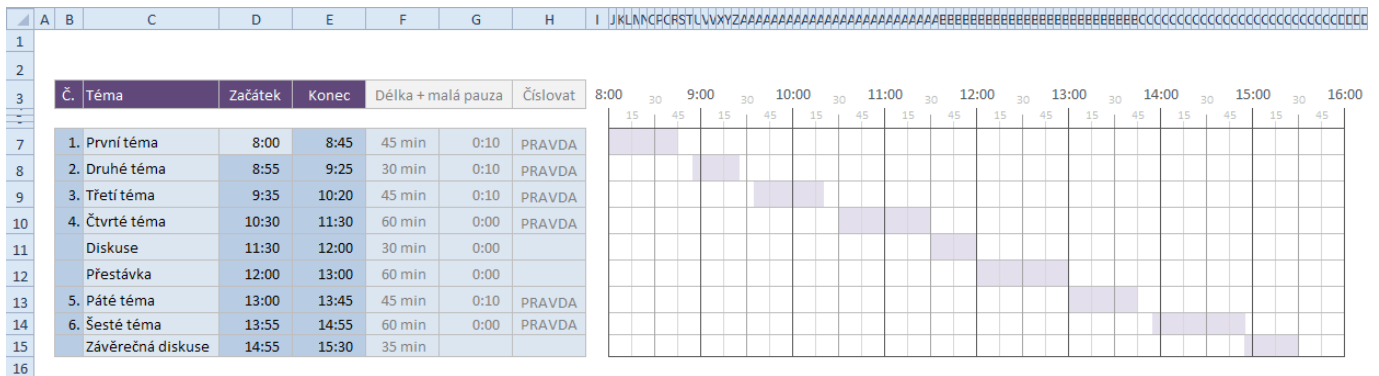 A B C D E F G H I
1
2
3 Č. Téma Začátek Konec Délka + malá pauza Číslovat 8:00 30 9:00 30 10:00 30 11:00 30 12:00 30 13:00 30 14:00 30 15:00 30 16:00
15 45 15 45 15 45 15 45 15 45 15 45 15 45 15 45
7 1. První téma 8:00 8:45 45 min 0:10 PRAVDA
8 2. Druhé téma 8:55 9:25 30 min 0:10 PRAVDA
9 3. Třetí téma 9:35 10:20 45 min 0:10 PRAVDA
10 4. Čtvrté téma 10:30 11:30 60 min 0:00 PRAVDA
11 Diskuse 11:30 12:00 30 min 0:00
12 Přestávka 12:00 13:00 60 min 0:00
13 5. Páté téma 13:00 13:45 45 min 0:10 PRAVDA
14 6. Šesté téma 13:55 14:55 60 min 0:00 PRAVDA
15 Závěrečná diskuse 14:55 15:30 35 min
16